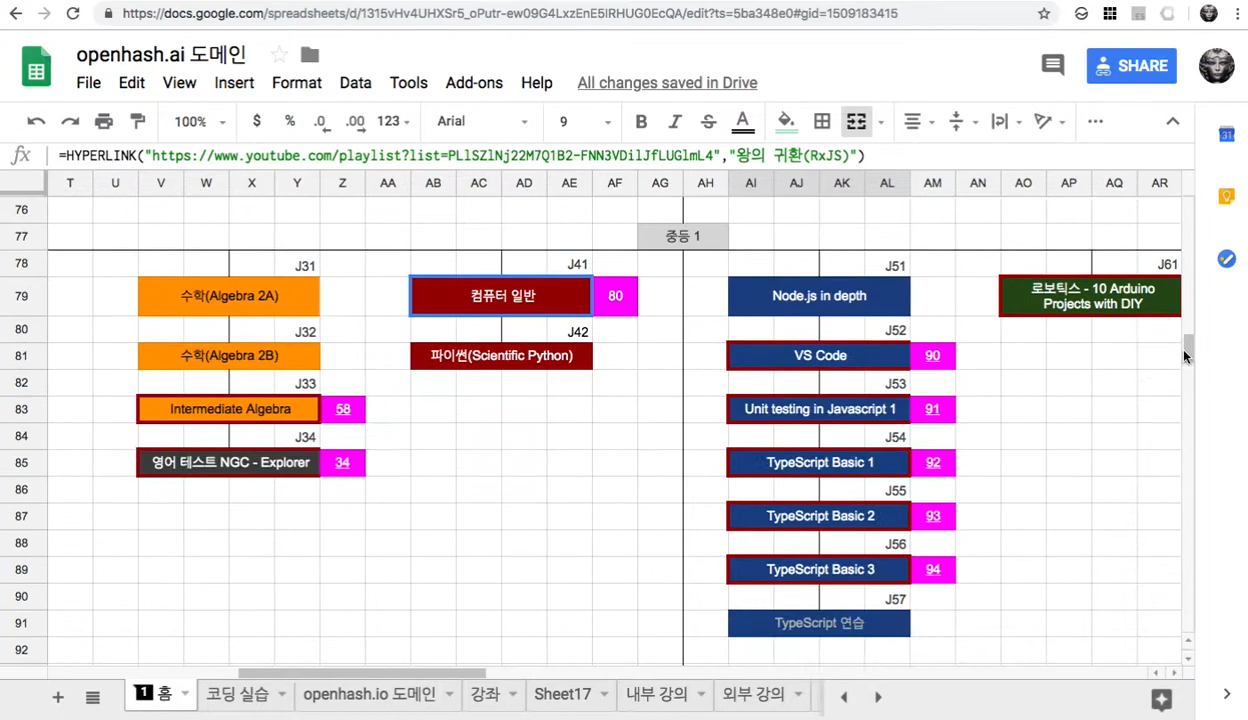 https://docs.google.com/spreadsheets/d/1315vHv4UHXSr5_oPutr-ew09G4LxzEnE5IRHUG0EcQA/edit?ts=5ba348e0#gid=1509183415
openhash.ai 도메인
File Edit View Insert Format Data Tools Add-ons Help All changes saved in Drive
SHARE
100% $ % .0 .00 123 Arial 9 B I S A
fx =HYPERLINK("https://www.youtube.com/playlist?list=PLlSZlNj22M7Q1B2-FNN3VDilJfLUGlmL4","왕의 귀환(RxJS)")
T U V W X Y Z AA AB AC AD AE AF AG AH AI AJ AK AL AM AN AO AP AQ AR
76
77 중등 1
78 J31 J41 J51 J61
79 수학(Algebra 2A) 컴퓨터 일반 80 Node.js in depth 로보틱스 - 10 Arduino
Projects with DIY
80 J32 J42 J52
81 수학(Algebra 2B) 파이썬(Scientific Python) VS Code 90
82 J33 J53
83 Intermediate Algebra 58 Unit testing in Javascript 1 91
84 J34 J54
85 영어 테스트 NGC - Explorer 34 TypeScript Basic 1 92
86 J55
87 TypeScript Basic 2 93
88 J56
89 TypeScript Basic 3 94
90 J57
91 TypeScript 연습
92
1 홈 코딩 실습 openhash.io 도메인 강좌 Sheet17 내부 강의 외부 강의
31